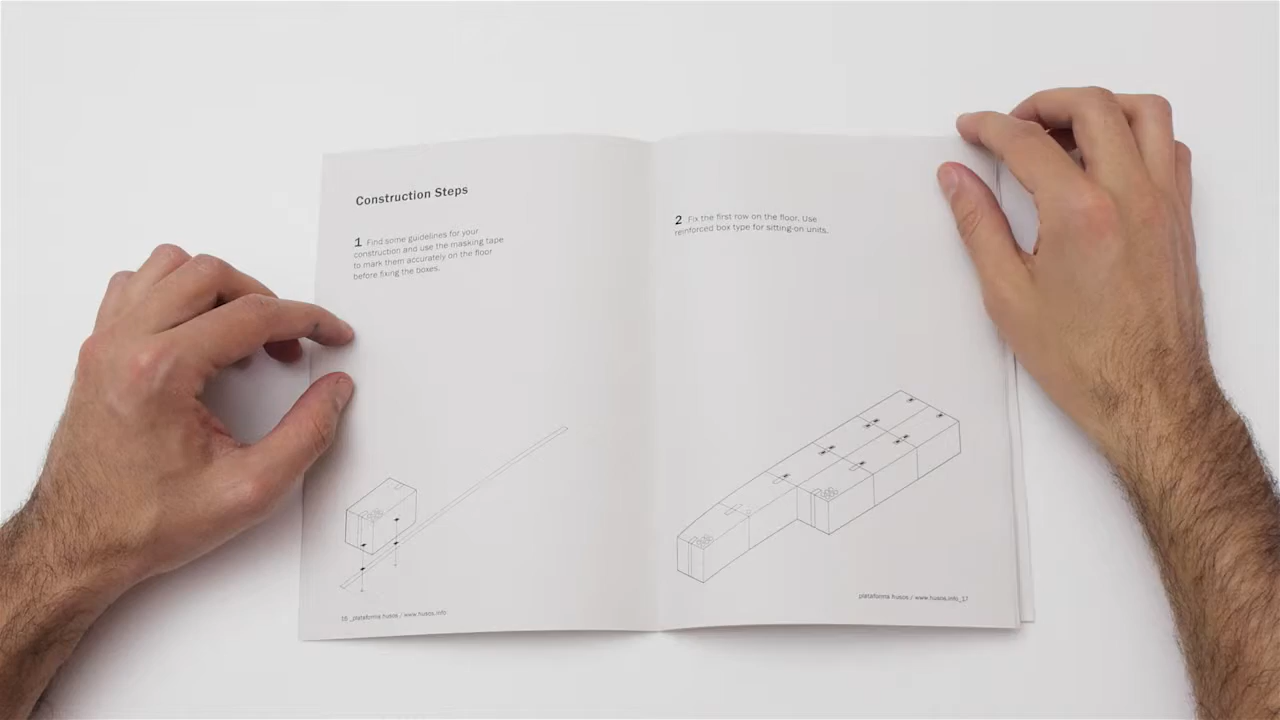 Construction Steps
1 Find some guidelines for your
construction and use the masking tape
to mark them accurately on the floor
before fixing the boxes.
16 _plataforma husos / www.husos.info
2 Fix the first row on the floor. Use
reinforced box type for sitting-on units.
plataforma husos / www.husos.info_17